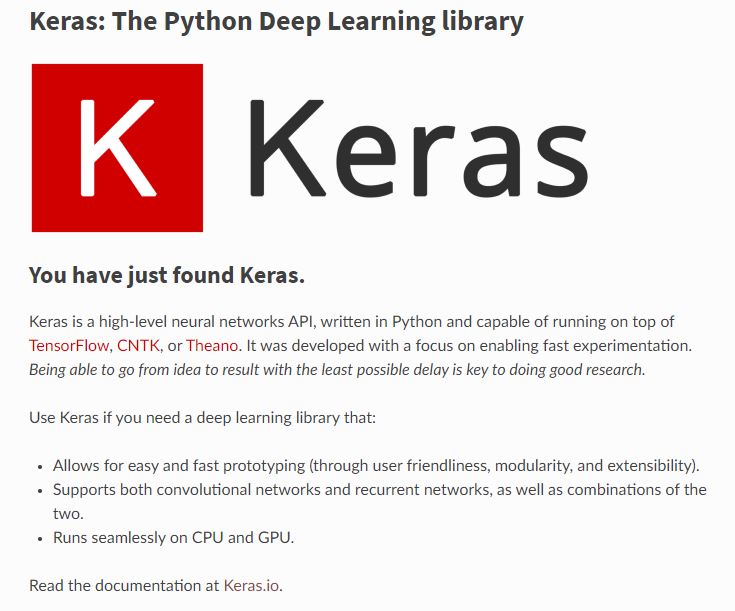 Keras: The Python Deep Learning library
K Keras
You have just found Keras.
Keras is a high-level neural networks API, written in Python and capable of running on top of
TensorFlow, CNTK, or Theano. It was developed with a focus on enabling fast experimentation.
Being able to go from idea to result with the least possible delay is key to doing good research.
Use Keras if you need a deep learning library that:
• Allows for easy and fast prototyping (through user friendliness, modularity, and extensibility).
• Supports both convolutional networks and recurrent networks, as well as combinations of the
two.
• Runs seamlessly on CPU and GPU.
Read the documentation at Keras.io.